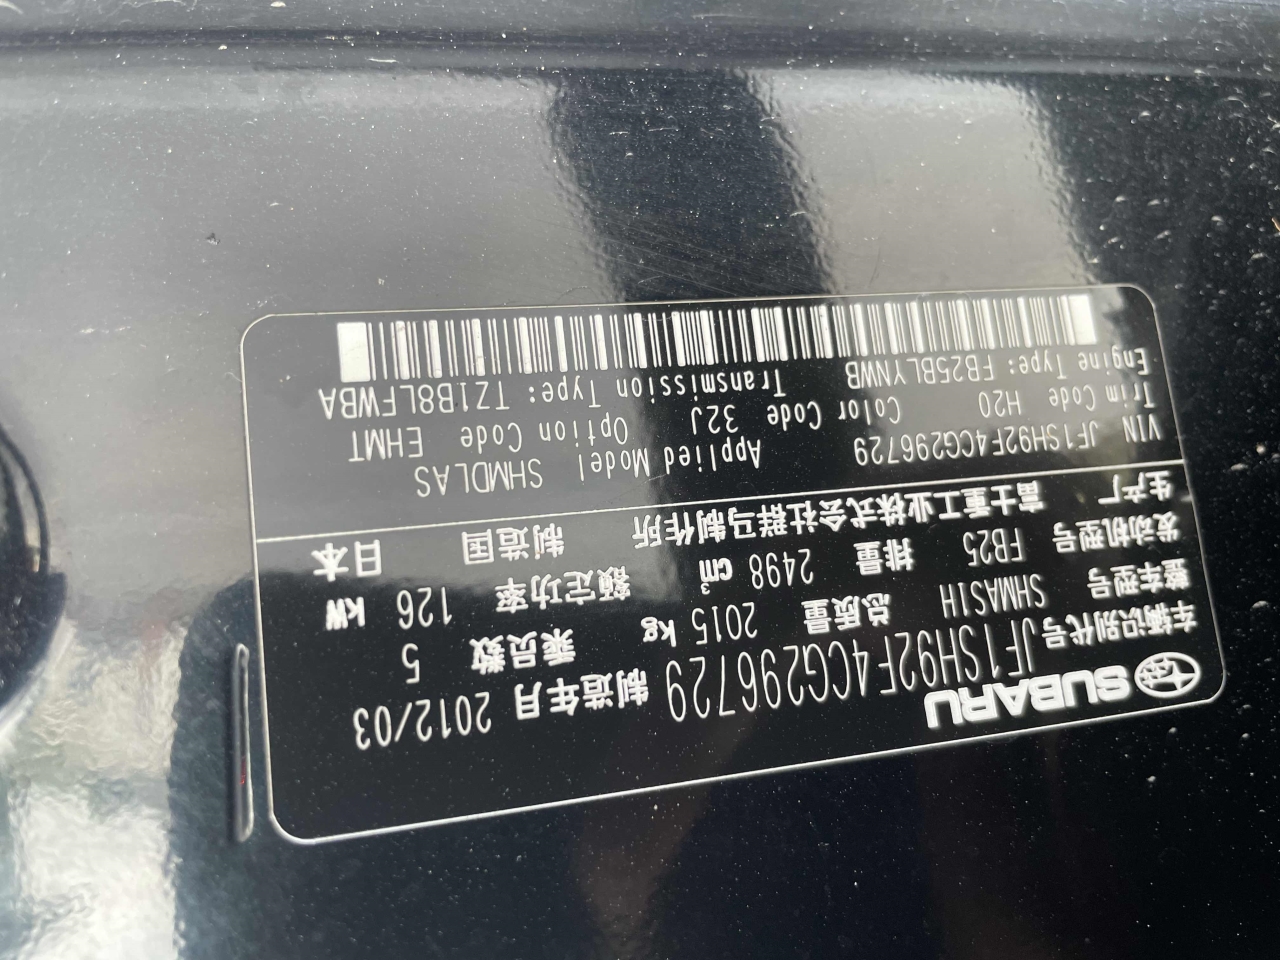 SUBARU
车辆识别代号 JF1SH92F4CG296729 制造年月 2012/03
整车型号 SHMAS1H 总质量 2015 kg 乘员数 5
发动机型号 FB25 排量 2498 cm³ 额定功率 126 kW
生产厂 富士重工业株式会社群马制作所 制造国 日本
VIN JF1SH92F4CG296729 Applied Model SHMDLAS
Trim Code H20 Color Code 32J Option Code EHMT
Engine Type: FB25BLYNWB Transmission Type: TZ1B8LFWBA